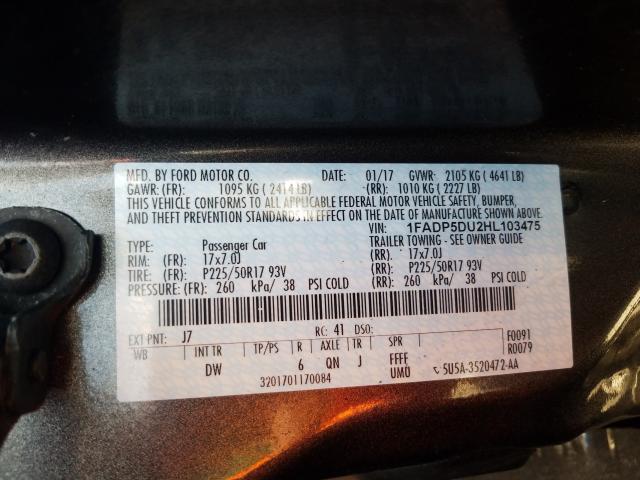 MFD. BY FORD MOTOR CO. DATE: 01/17 GVWR: 2105 KG ( 4641 LB)
GAWR: (FR): 1095 KG ( 2414 LB) (RR): 1010 KG ( 2227 LB)
THIS VEHICLE CONFORMS TO ALL APPLICABLE FEDERAL MOTOR VEHICLE SAFETY, BUMPER,
AND THEFT PREVENTION STANDARDS IN EFFECT ON THE DATE OF MANUFACTURE SHOWN ABOVE.
VIN: 1FADP5DU2HL103475
TYPE: Passenger Car TRAILER TOWING - SEE OWNER GUIDE
RIM: (FR): 17x7.0J (RR): 17x7.0J
TIRE: (FR): P225/50R17 93V (RR): P225/50R17 93V
PRESSURE: (FR): 260 kPa/ 38 PSI COLD (RR): 260 kPa/ 38 PSI COLD
EXT PNT: J7 RC: 41 DSO: F0091
WB INT TR TP/PS R AXLE TR SPR R0079
DW 6 QN J FFFF
UMU
3201701170084 5U5A-3520472-AA